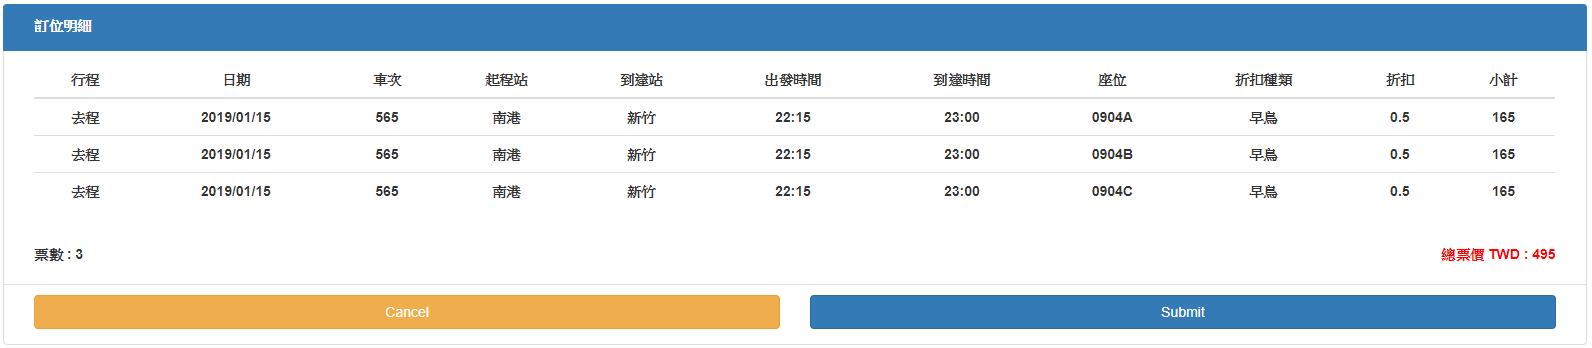 訂位明細
行程 日期 車次 起程站 到達站 出發時間 到達時間 座位 折扣種類 折扣 小計
去程 2019/01/15 565 南港 新竹 22:15 23:00 0904A 早鳥 0.5 165
去程 2019/01/15 565 南港 新竹 22:15 23:00 0904B 早鳥 0.5 165
去程 2019/01/15 565 南港 新竹 22:15 23:00 0904C 早鳥 0.5 165
票數 : 3 總票價 TWD : 495
Cancel Submit